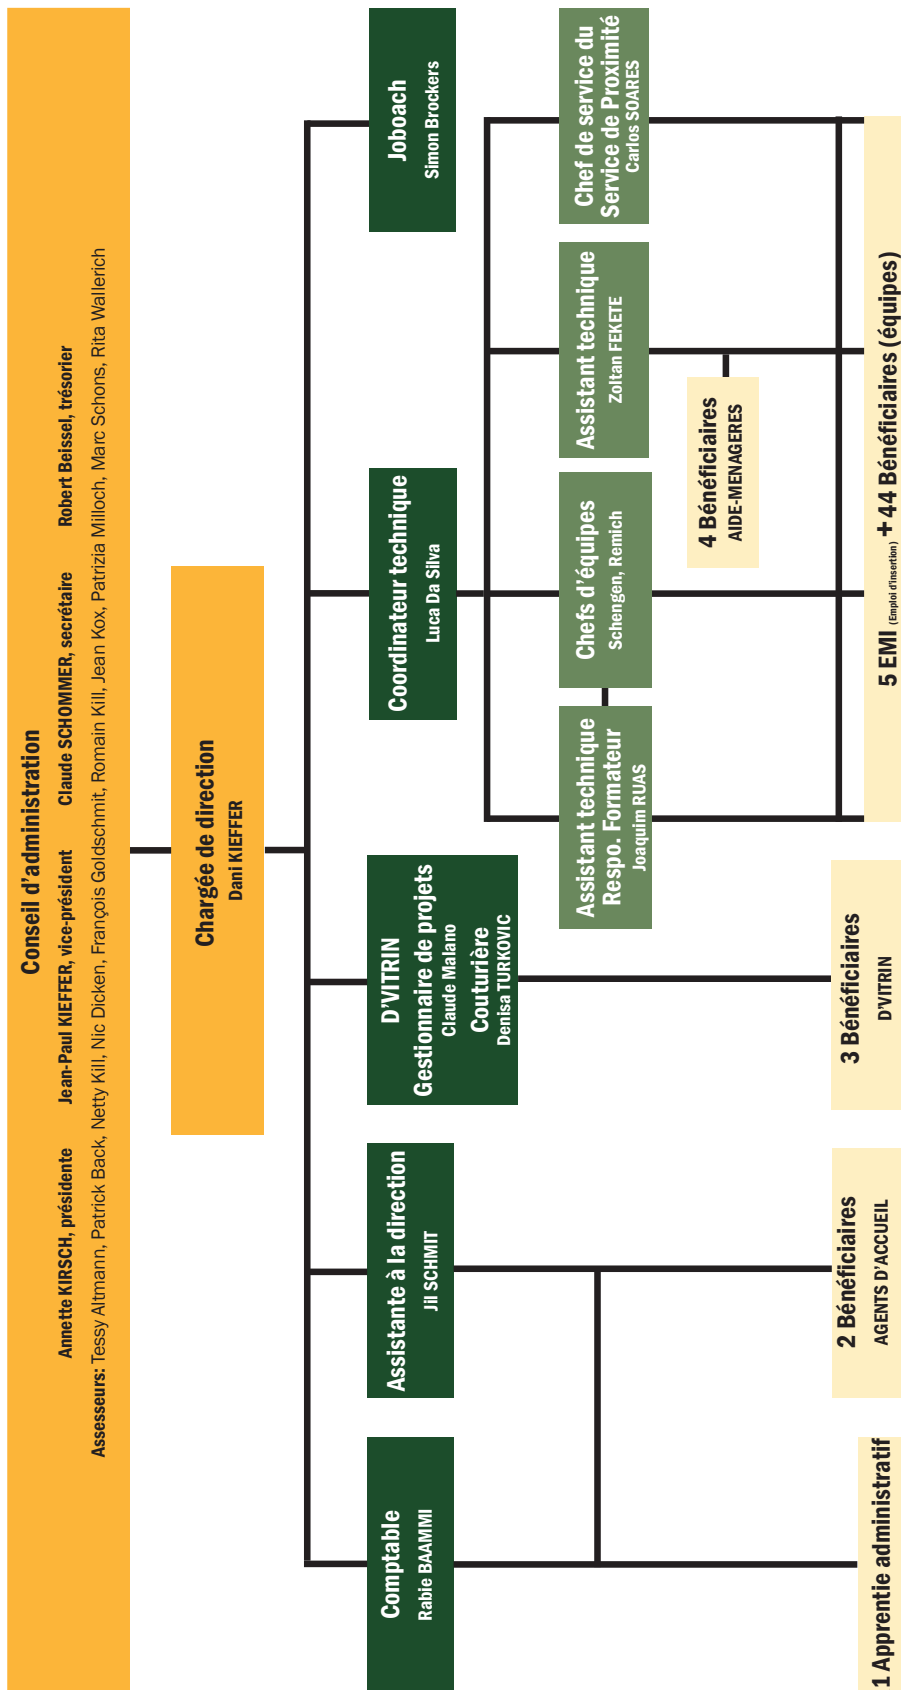 Conseil d’administration
Annette KIRSCH, présidente Jean-Paul KIEFFER, vice-président Claude SCHOMMER, secrétaire Robert Beissel, trésorier
Assesseurs: Tessy Altmann, Patrick Back, Netty Kill, Nic Dicken, François Goldschmit, Romain Kill, Jean Kox, Patrizia Milloch, Marc Schons, Rita Wallerich
Chargée de direction
Dani KIEFFER
Comptable
Rabie BAAMMI
Assistante à la direction
Jil SCHMIT
D’VITRIN
Gestionnaire de projets
Claude Malano
Couturière
Denisa TURKOVIC
Coordinateur technique
Luca Da Silva
Joboach
Simon Brockers
Assistant technique
Respo. Formateur
Joaquim RUAS
Chefs d’équipes
Schengen, Remich
Assistant technique
Zoltan FEKETE
Chef de service du
Service de Proximité
Carlos SOARES
4 Bénéficiaires
AIDE-MENAGERES
1 Apprentie administratif
2 Bénéficiaires
AGENTS D’ACCUEIL
3 Bénéficiaires
D’VITRIN
5 EMI (Emploi d’insertion) + 44 Bénéficiaires (équipes)